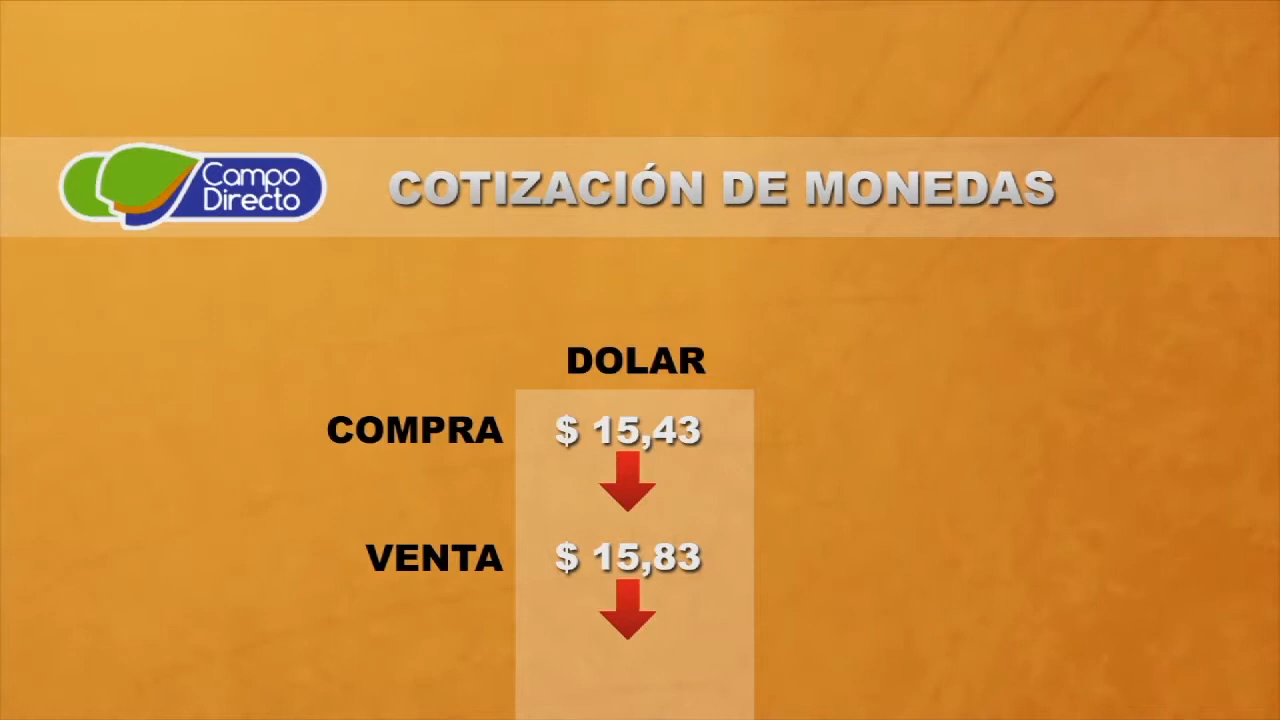 Campo
Directo
COTIZACIÓN DE MONEDAS
DOLAR
COMPRA $ 15,43
VENTA $ 15,83